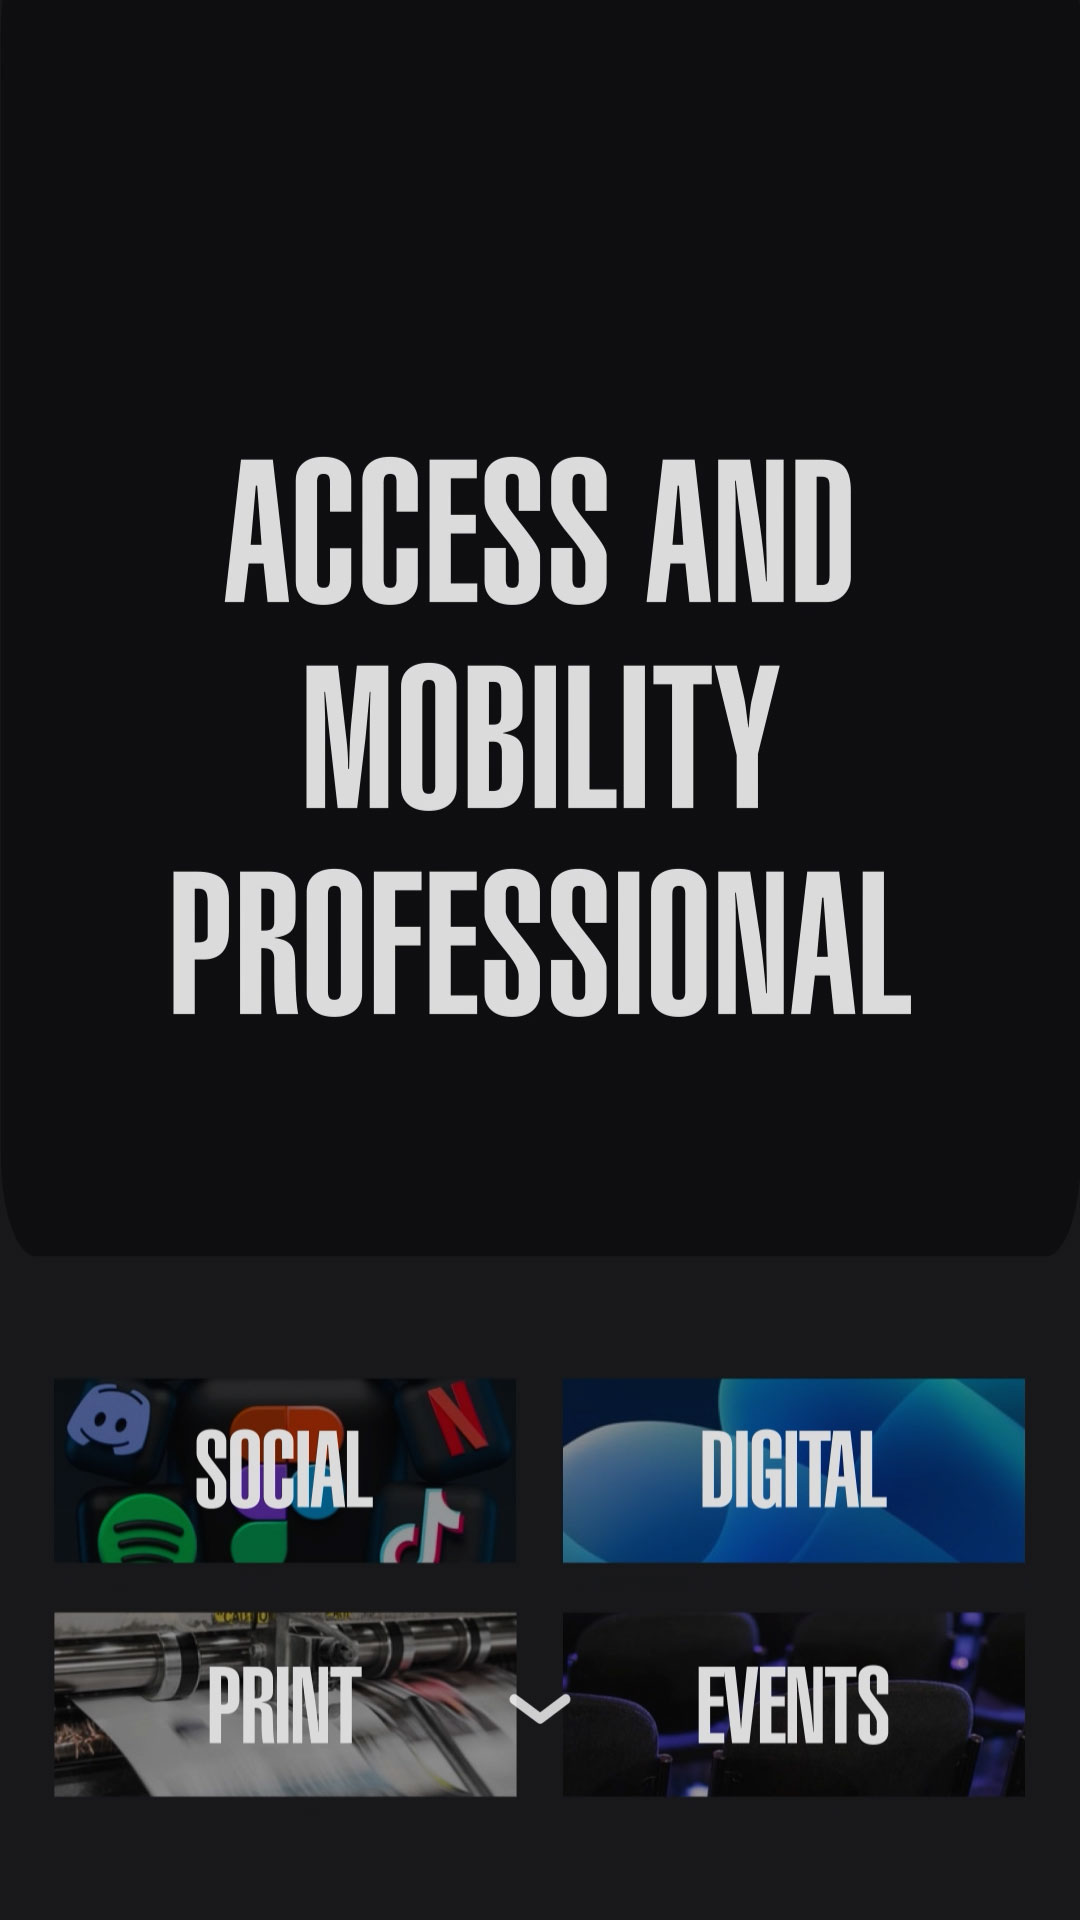 ACCESS AND
MOBILITY
PROFESSIONAL
SOCIAL
DIGITAL
PRINT
EVENTS